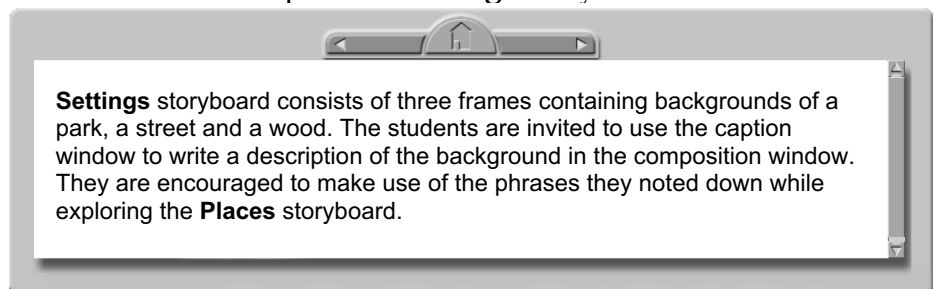 Settings storyboard consists of three frames containing backgrounds of a
park, a street and a wood. The students are invited to use the caption
window to write a description of the background in the composition window.
They are encouraged to make use of the phrases they noted down while
exploring the Places storyboard.